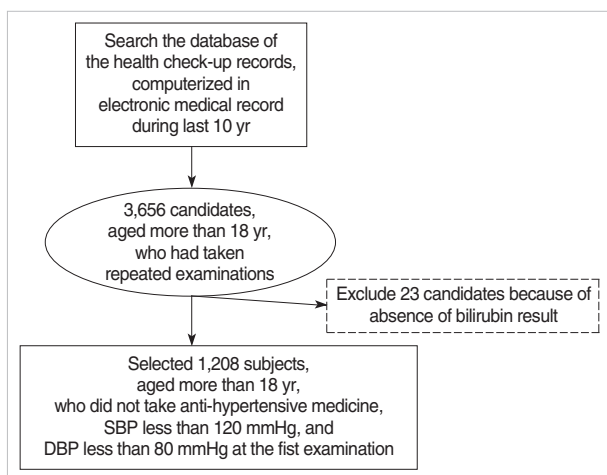 Search the database of
the health check-up records,
computerized in
electronic medical record
during last 10 yr
3,656 candidates,
aged more than 18 yr,
who had taken
repeated examinations
Exclude 23 candidates because of
absence of bilirubin result
Selected 1,208 subjects,
aged more than 18 yr,
who did not take anti-hypertensive medicine,
SBP less than 120 mmHg, and
DBP less than 80 mmHg at the fist examination